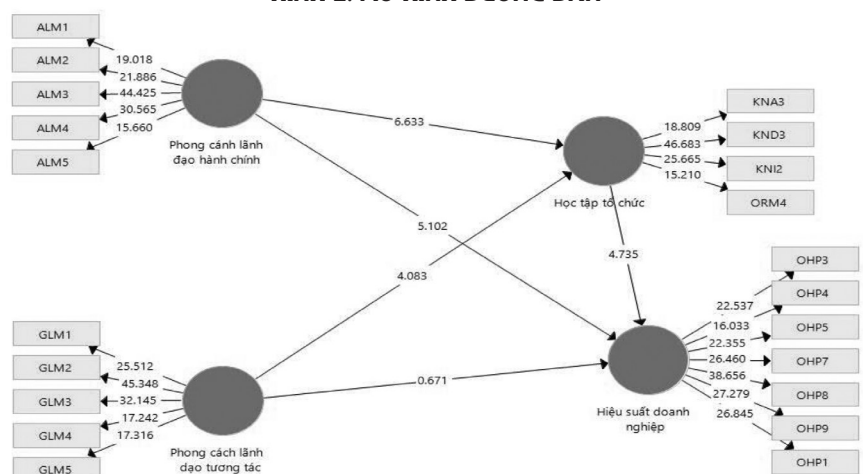 ALM1
ALM2
ALM3
ALM4
ALM5
19.018
21.886
44.425
30.565
15.660
Phong cánh lãnh
đạo hành chính
6.633
5.102
4.083
0.671
4.735
KNA3
KND3
KNI2
ORM4
18.809
46.683
25.665
15.210
Học tập tổ chức
GLM1
GLM2
GLM3
GLM4
GLM5
25.512
45.348
32.145
17.242
17.316
Phong cách lãnh
dạo tương tác
OHP3
OHP4
OHP5
OHP7
OHP8
OHP9
OHP1
22.537
16.033
22.355
26.460
38.656
27.279
26.845
Hiệu suất doanh
nghiệp